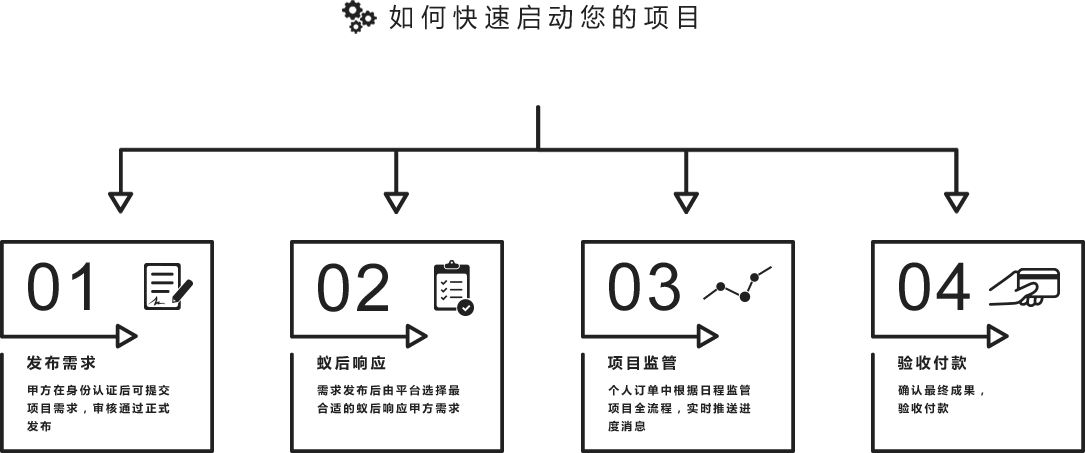 如何快速启动您的项目
01
发布需求
甲方在身份认证后可提交
项目需求，审核通过正式
发布
02
蚁后响应
需求发布后由平台选择最
合适的蚁后响应甲方需求
03
项目监管
个人订单中根据日程监管
项目全流程，实时推送进
度消息
04
验收付款
确认最终成果，
验收付款